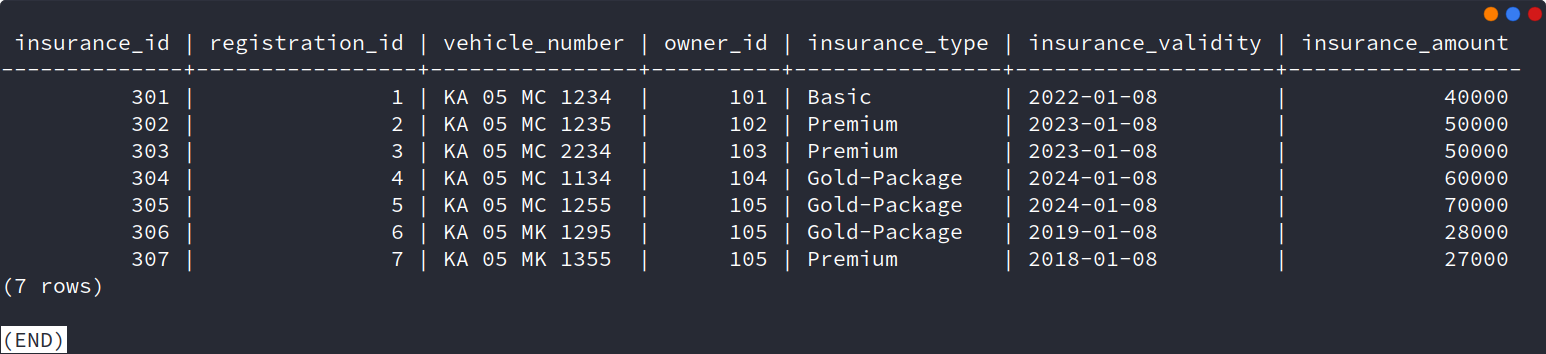 insurance_id | registration_id | vehicle_number | owner_id | insurance_type | insurance_validity | insurance_amount
--------------+-----------------+----------------+----------+----------------+--------------------+------------------
          301 |               1 | KA 05 MC 1234  |      101 | Basic          | 2022-01-08         |            40000
          302 |               2 | KA 05 MC 1235  |      102 | Premium        | 2023-01-08         |            50000
          303 |               3 | KA 05 MC 2234  |      103 | Premium        | 2023-01-08         |            50000
          304 |               4 | KA 05 MC 1134  |      104 | Gold-Package   | 2024-01-08         |            60000
          305 |               5 | KA 05 MC 1255  |      105 | Gold-Package   | 2024-01-08         |            70000
          306 |               6 | KA 05 MK 1295  |      105 | Gold-Package   | 2019-01-08         |            28000
          307 |               7 | KA 05 MK 1355  |      105 | Premium        | 2018-01-08         |            27000
(7 rows)
(END)